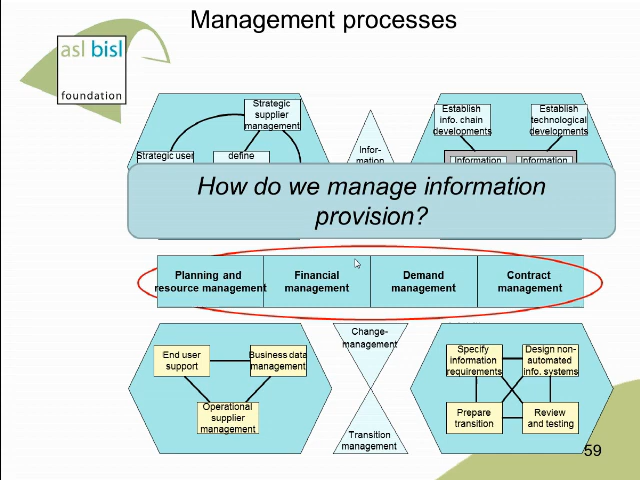 Management processes
asl bisl
foundation
Strategic
supplier
management
Establish
info. chain
developments
Establish
technological
developments
Strategic user
define
Infor-
mation
Information
Information
How do we manage information
provision?
Planning and
resource management
Financial
management
Demand
management
Contract
management
End user
support
Business data
management
Operational
supplier
management
Change-
management
Transition
management
Specify
information
requirements
Design non-
automated
info. systems
Prepare
transition
Review
and testing
59